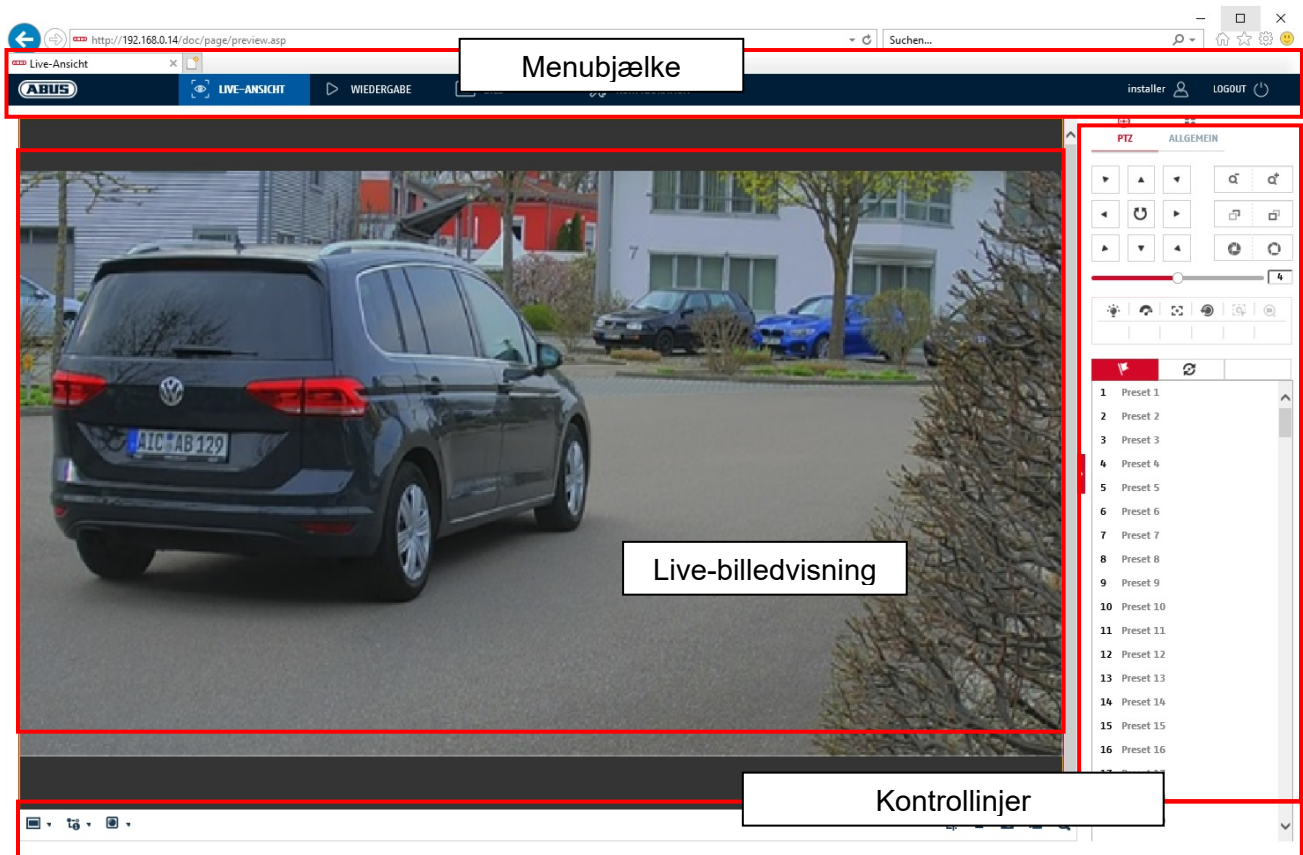 http://192.168.0.14/doc/page/preview.asp
Suchen...
Live-Ansicht
Menubjælke
ABUS
LIVE-ANSICHT
WIEDERGABE
installer
LOGOUT
PTZ
ALLGEMEIN
4
7
AIC AB 129
Live-billedvisning
1 Preset 1
2 Preset 2
3 Preset 3
4 Preset 4
5 Preset 5
6 Preset 6
7 Preset 7
8 Preset 8
9 Preset 9
10 Preset 10
11 Preset 11
12 Preset 12
13 Preset 13
14 Preset 14
15 Preset 15
16 Preset 16
Kontrollinjer